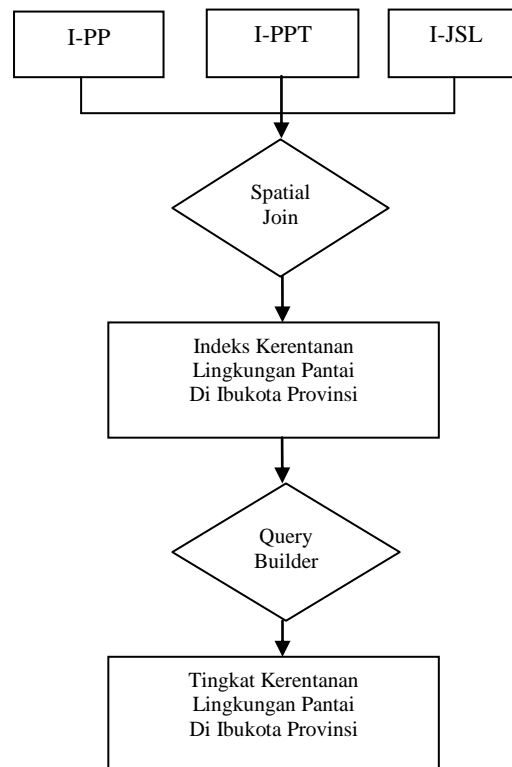 I-PP
I-PPT
I-JSL
Spatial
Join
Indeks Kerentanan
Lingkungan Pantai
Di Ibukota Provinsi
Query
Builder
Tingkat Kerentanan
Lingkungan Pantai
Di Ibukota Provinsi